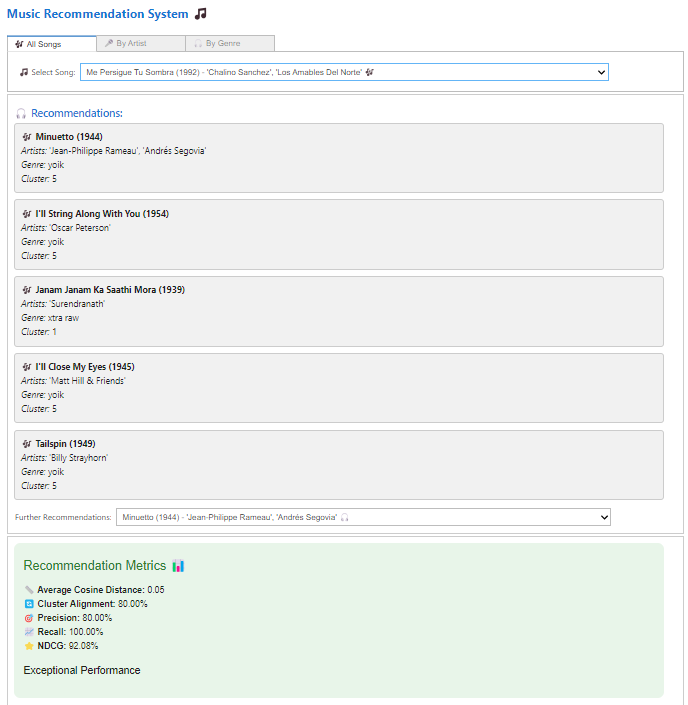 Music Recommendation System
All Songs
By Artist
By Genre
Select Song: Me Persigue Tu Sombra (1992) - 'Chalino Sanchez', 'Los Amables Del Norte'
Recommendations:
Minuetto (1944)
Artists: 'Jean-Philippe Rameau', 'Andrés Segovia'
Genre: yoik
Cluster: 5
I'll String Along With You (1954)
Artists: 'Oscar Peterson'
Genre: yoik
Cluster: 5
Janam Janam Ka Saathi Mora (1939)
Artists: 'Surendranath'
Genre: xtra raw
Cluster: 1
I'll Close My Eyes (1945)
Artists: 'Matt Hill & Friends'
Genre: yoik
Cluster: 5
Tailspin (1949)
Artists: 'Billy Strayhorn'
Genre: yoik
Cluster: 5
Further Recommendations: Minuetto (1944) - 'Jean-Philippe Rameau', 'Andrés Segovia'
Recommendation Metrics
Average Cosine Distance: 0.05
Cluster Alignment: 80.00%
Precision: 80.00%
Recall: 100.00%
NDCG: 92.08%
Exceptional Performance